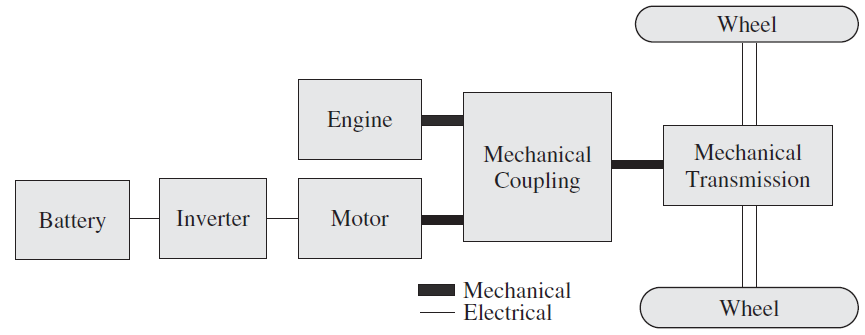 Wheel
Engine
Mechanical
Coupling
Mechanical
Transmission
Battery
Inverter
Motor
Mechanical
Electrical
Wheel